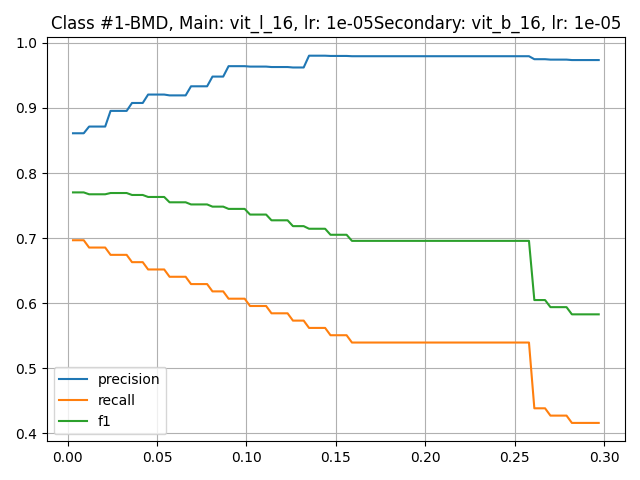 Class #1-BMD, Main: vit_l_16, lr: 1e-05Secondary: vit_b_16, lr: 1e-05
1.0
0.9
0.8
0.7
0.6
0.5
0.4
precision
recall
f1
0.00 0.05 0.10 0.15 0.20 0.25 0.30